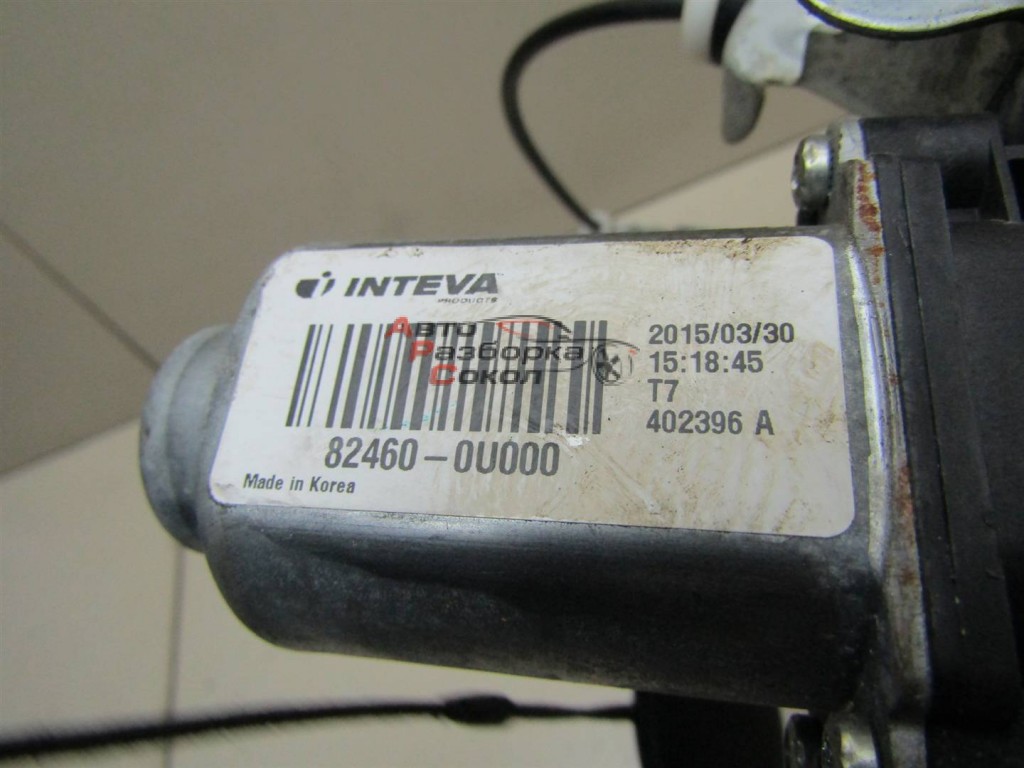 INTEVA
PRODUCTS
Авто
Разборка
Сокол
2015/03/30
15:18:45
T7
402396 A
82460-0U000
Made in Korea